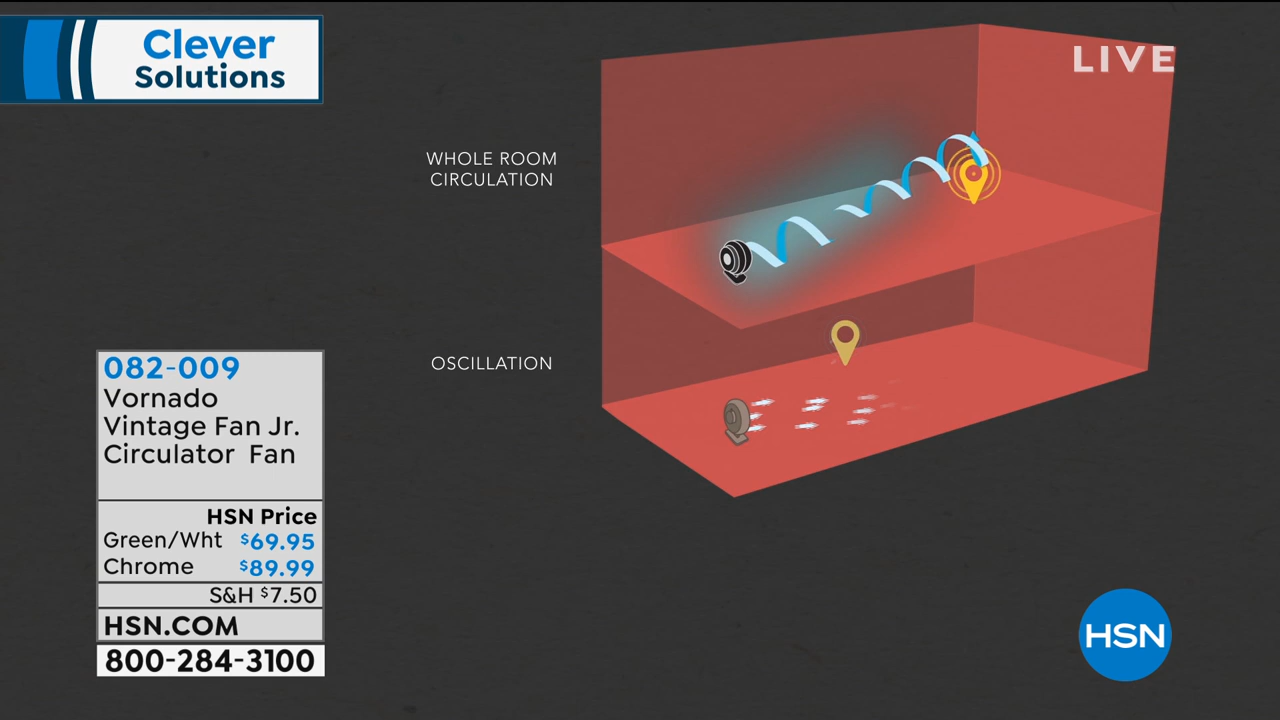 Clever
Solutions
LIVE
WHOLE ROOM
CIRCULATION
OSCILLATION
082-009
Vornado
Vintage Fan Jr.
Circulator Fan
HSN Price
Green/Wht $69.95
Chrome $89.99
S&H $7.50
HSN.COM
800-284-3100
HSN